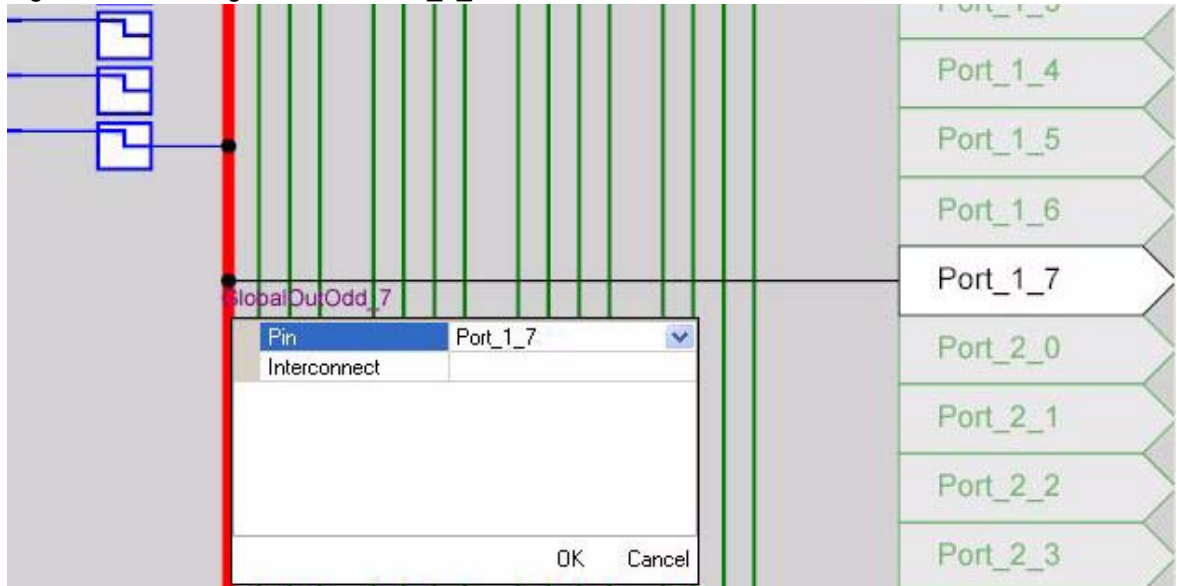 Port_1_4
Port_1_5
Port_1_6
Port_1_7
GlobalOutOdd_7
Pin Port_1_7
Interconnect
Port_2_0
Port_2_1
Port_2_2
OK Cancel
Port_2_3